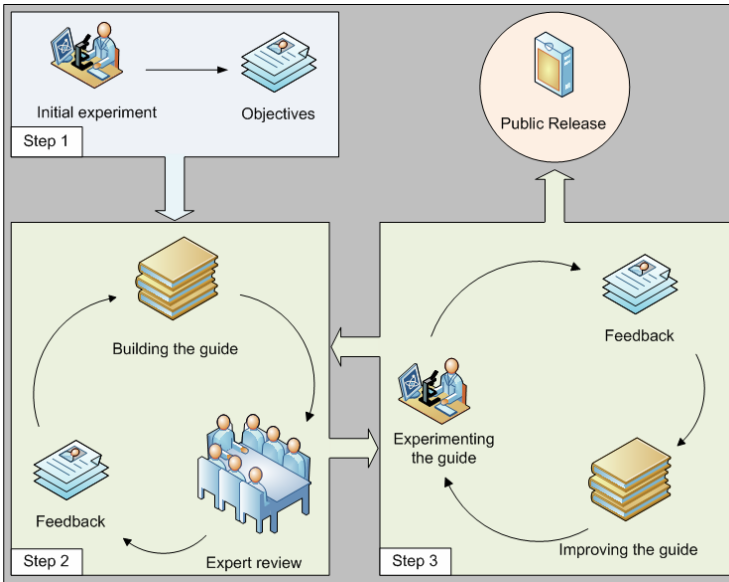 Initial experiment
Objectives
Step 1
Public Release
Building the guide
Feedback
Expert review
Step 2
Feedback
Experimenting
the guide
Improving the guide
Step 3